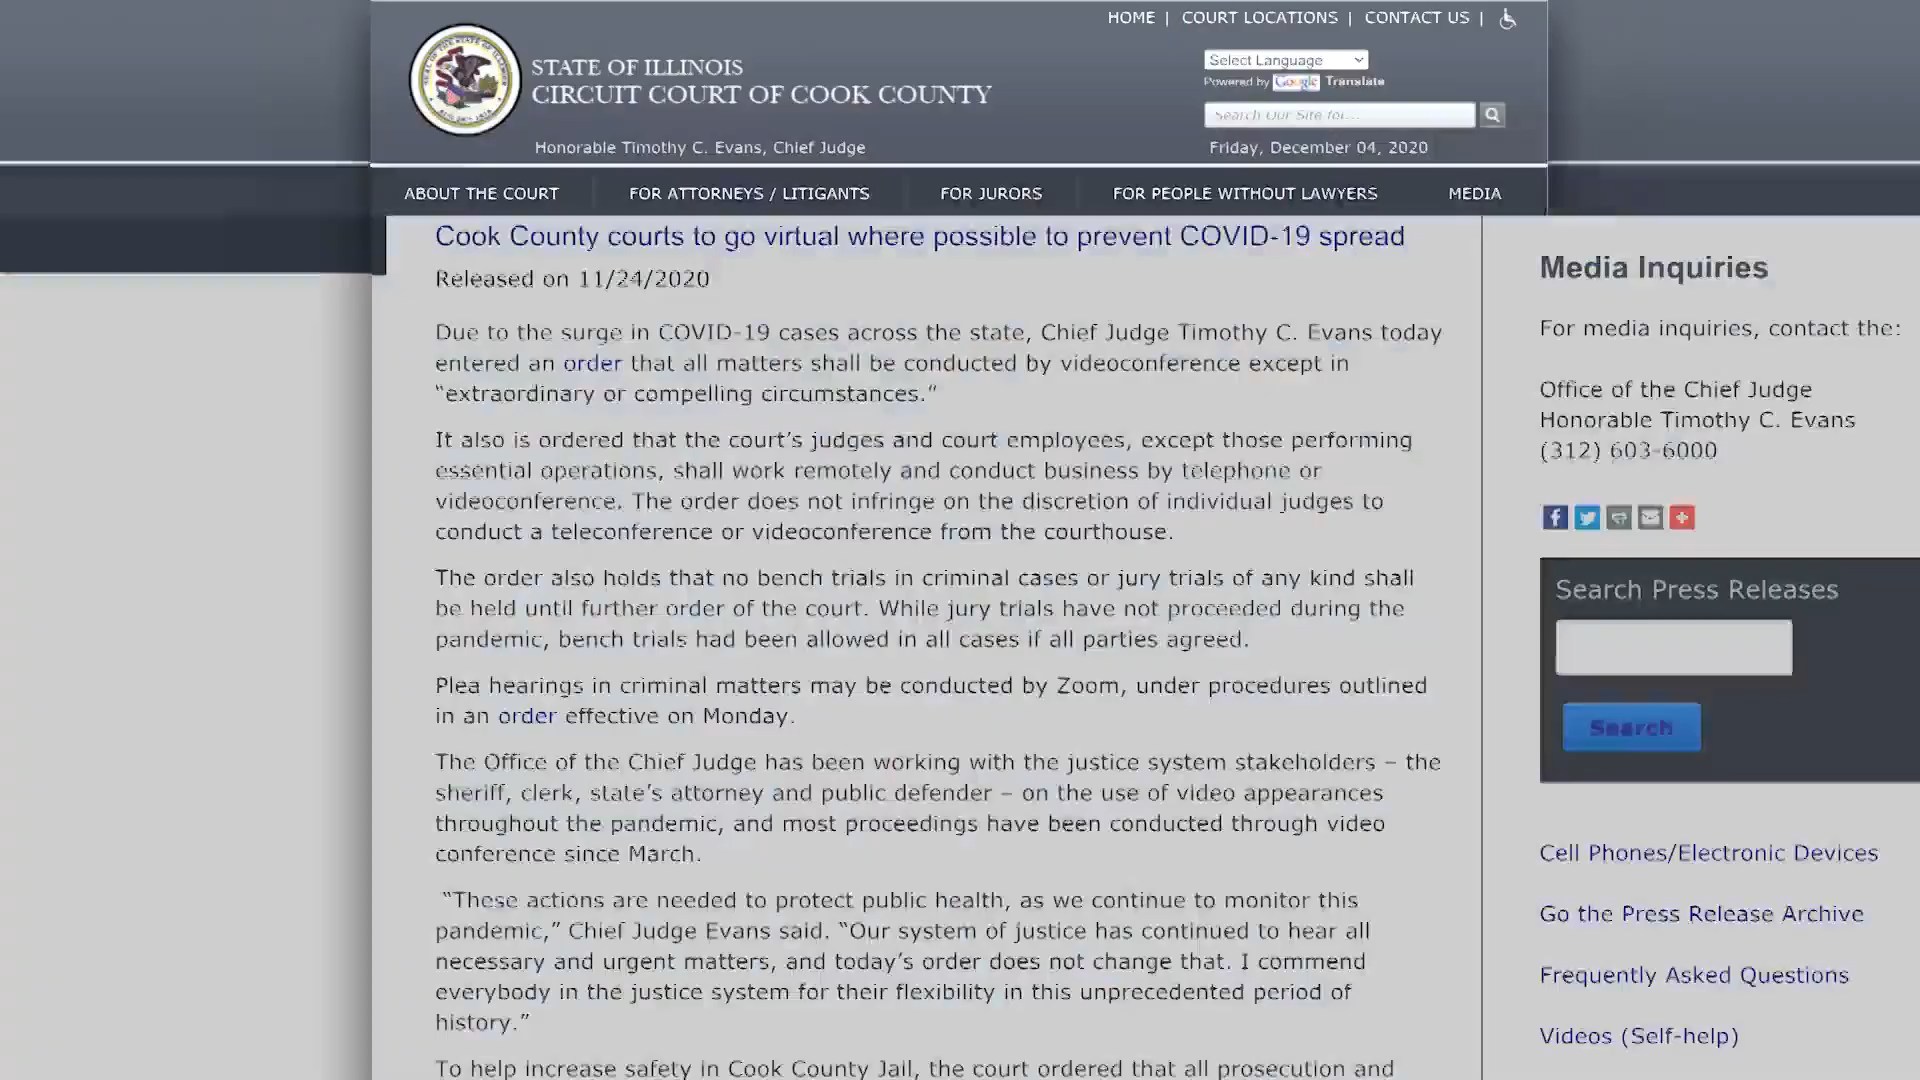 HOME | COURT LOCATIONS | CONTACT US |
Select Language
Powered by Google Translate
STATE OF ILLINOIS
CIRCUIT COURT OF COOK COUNTY
Search Our Site for...
Honorable Timothy C. Evans, Chief Judge
Friday, December 04, 2020
ABOUT THE COURT FOR ATTORNEYS / LITIGANTS FOR JURORS FOR PEOPLE WITHOUT LAWYERS MEDIA
Cook County courts to go virtual where possible to prevent COVID-19 spread
Released on 11/24/2020
Due to the surge in COVID-19 cases across the state, Chief Judge Timothy C. Evans today
entered an order that all matters shall be conducted by videoconference except in
“extraordinary or compelling circumstances.”
It also is ordered that the court’s judges and court employees, except those performing
essential operations, shall work remotely and conduct business by telephone or
videoconference. The order does not infringe on the discretion of individual judges to
conduct a teleconference or videoconference from the courthouse.
The order also holds that no bench trials in criminal cases or jury trials of any kind shall
be held until further order of the court. While jury trials have not proceeded during the
pandemic, bench trials had been allowed in all cases if all parties agreed.
Plea hearings in criminal matters may be conducted by Zoom, under procedures outlined
in an order effective on Monday.
The Office of the Chief Judge has been working with the justice system stakeholders – the
sheriff, clerk, state’s attorney and public defender – on the use of video appearances
throughout the pandemic, and most proceedings have been conducted through video
conference since March.
“These actions are needed to protect public health, as we continue to monitor this
pandemic,” Chief Judge Evans said. “Our system of justice has continued to hear all
necessary and urgent matters, and today’s order does not change that. I commend
everybody in the justice system for their flexibility in this unprecedented period of
history.”
To help increase safety in Cook County Jail, the court ordered that all prosecution and
Media Inquiries
For media inquiries, contact the:
Office of the Chief Judge
Honorable Timothy C. Evans
(312) 603-6000
Search Press Releases
Search
Cell Phones/Electronic Devices
Go the Press Release Archive
Frequently Asked Questions
Videos (Self-help)